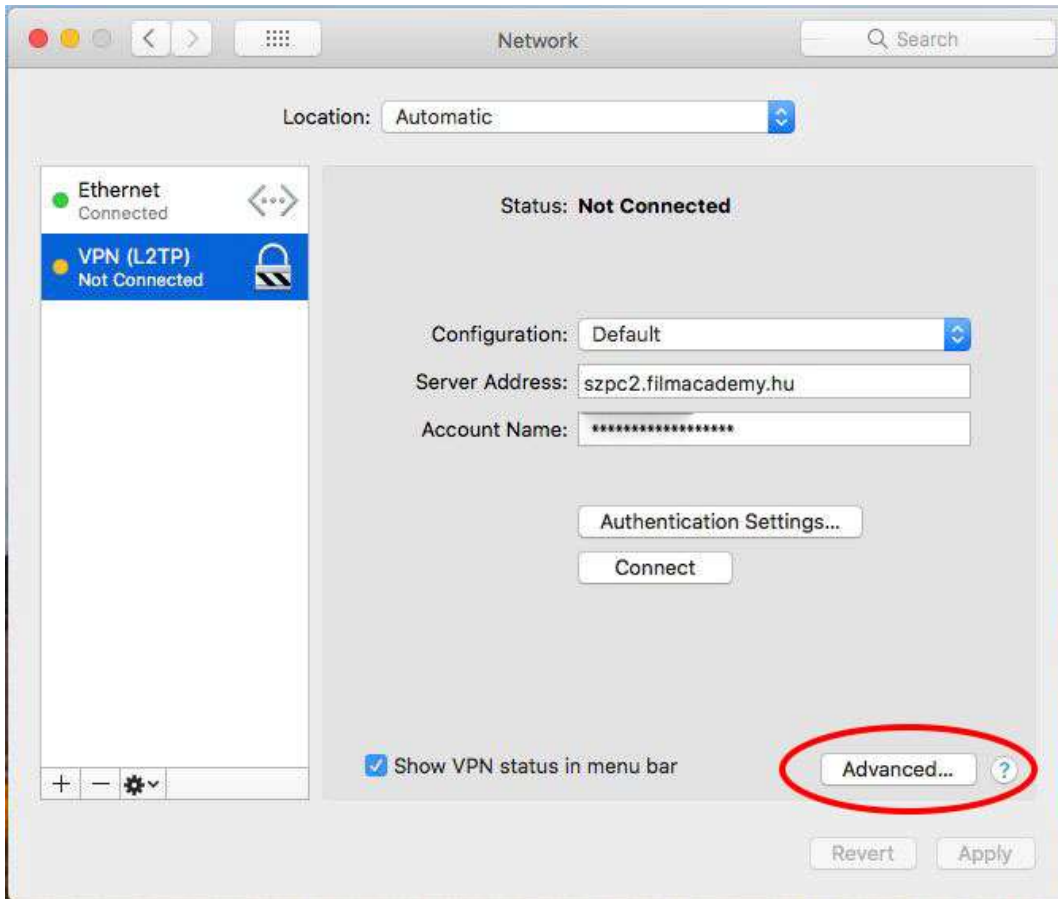 Network
Search
Location: Automatic
Ethernet
Connected
VPN (L2TP)
Not Connected
Status: Not Connected
Configuration: Default
Server Address: szpc2.filmacademy.hu
Account Name: ******************
Authentication Settings...
Connect
Show VPN status in menu bar
Advanced... ?
Revert Apply